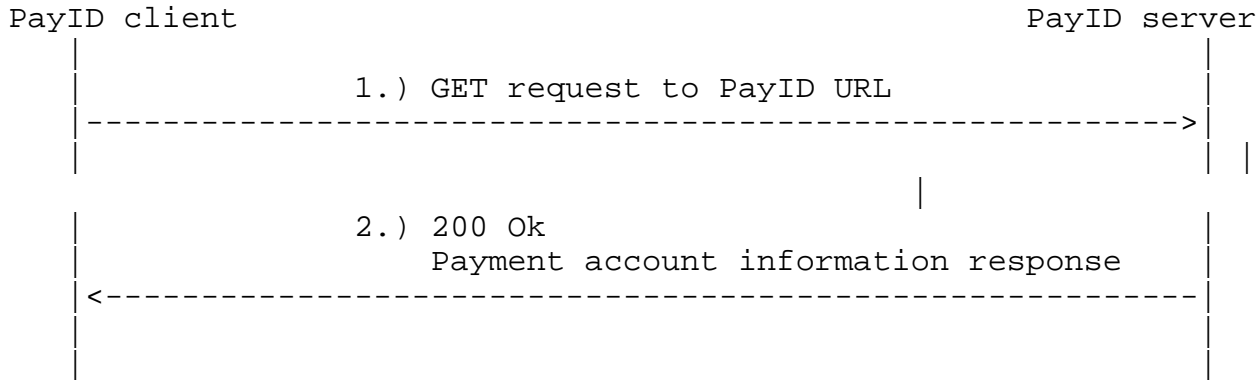 PayID client PayID server
1.) GET request to PayID URL
2.) 200 Ok
Payment account information response